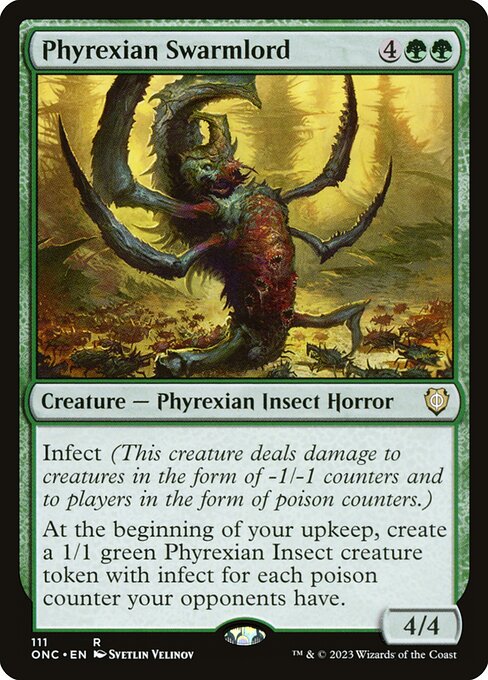 Phyrexian Swarmlord 4
Creature — Phyrexian Insect Horror
Infect (This creature deals damage to
creatures in the form of -1/-1 counters and
to players in the form of poison counters.)
At the beginning of your upkeep, create
a 1/1 green Phyrexian Insect creature
token with infect for each poison
counter your opponents have.
4/4
111 R
ONC • EN Svetlin Velinov
™ & © 2023 Wizards of the Coast